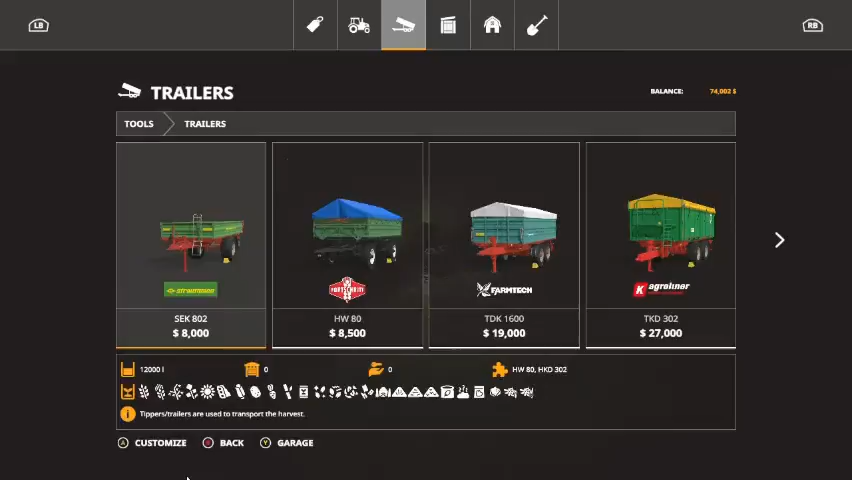 LB
RB
TRAILERS
BALANCE: 74,002 $
TOOLS TRAILERS
STRAUTMANN
FORTSCHRITT
FARMTECH
K agroliner
SEK 802
HW 80
TDK 1600
TKD 302
$ 8,000
$ 8,500
$ 19,000
$ 27,000
12000 l
0
0
HW 80, HKD 302
i Tippers/trailers are used to transport the harvest.
A CUSTOMIZE
BACK
Y GARAGE